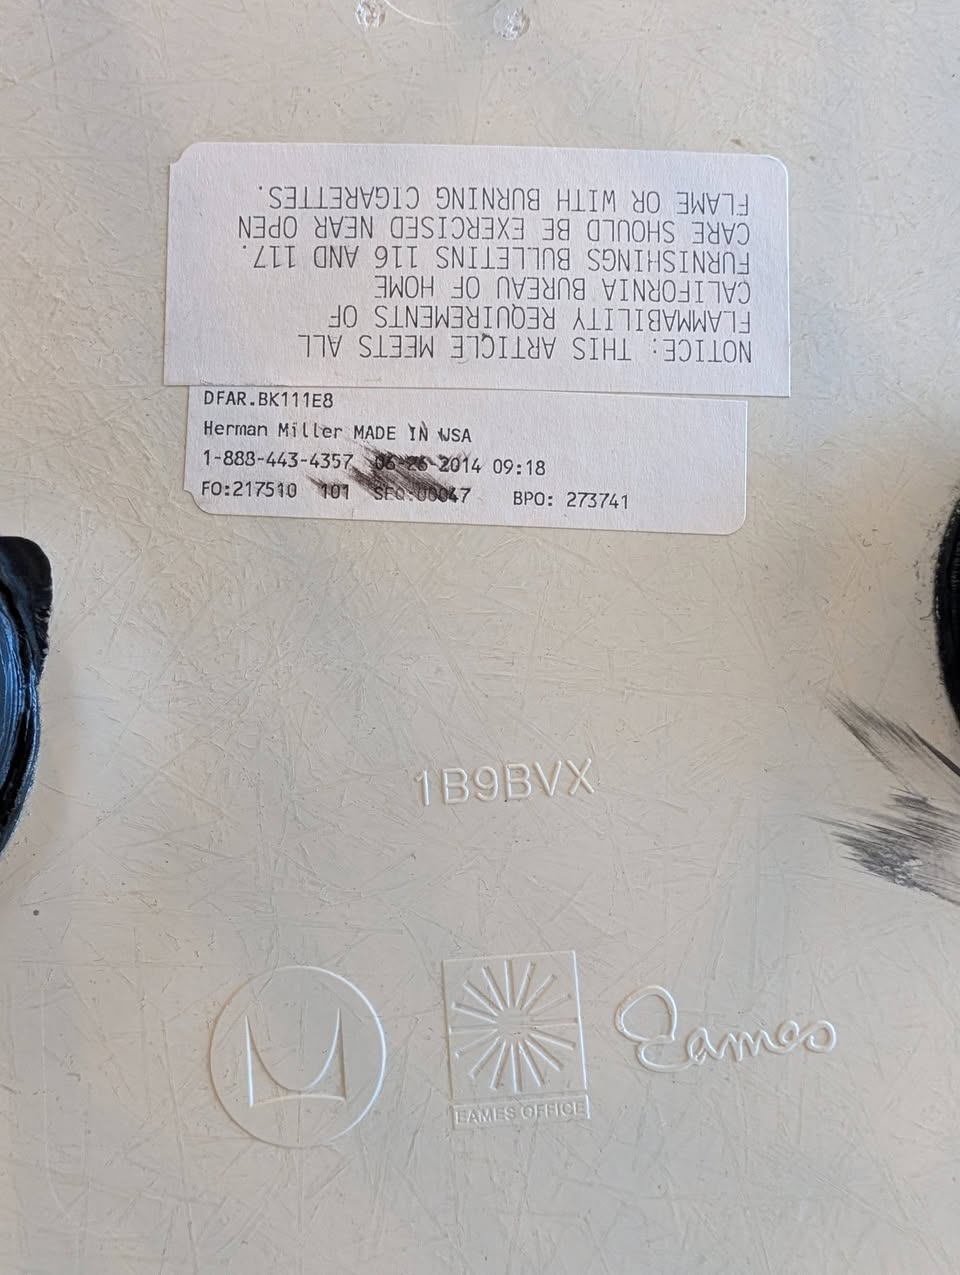 NOTICE: THIS ARTICLE MEETS ALL
FLAMMABILITY REQUIREMENTS OF
CALIFORNIA BUREAU OF HOME
FURNISHINGS BULLETINS 116 AND 117.
CARE SHOULD BE EXERCISED NEAR OPEN
FLAME OR WITH BURNING CIGARETTES.
DFAR.BK111E8
Herman Miller MADE IN USA
1-888-443-4357 06-26-2014 09:18
FO:217510 101 SEQ:00047 BPO: 273741
1B9BVX
EAMES OFFICE
Eames